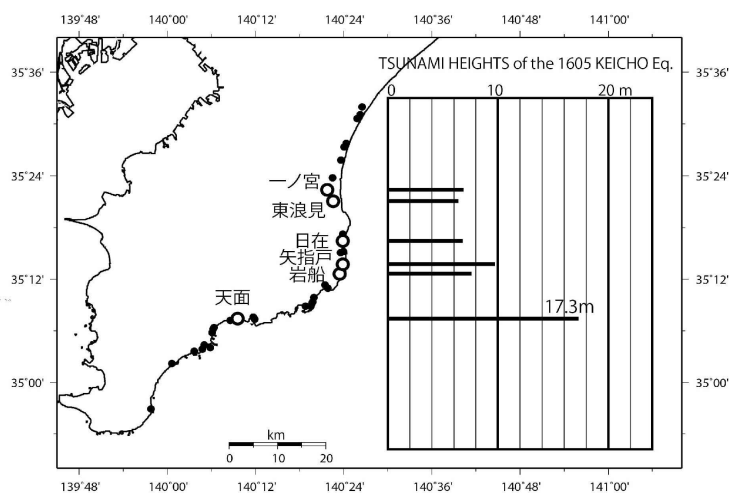 139˚48' 140˚00' 140˚12' 140˚24' 140˚36' 140˚48' 141˚00'
35˚36' 35˚36'
TSUNAMI HEIGHTS of the 1605 KEICHO Eq.
0 10 20 m
35˚24' 35˚24'
一ノ宮
東浪見
日在
矢指戸
35˚12' 35˚12'
岩船
天面
17.3m
35˚00' 35˚00'
km
0 10 20
139˚48' 140˚00' 140˚12' 140˚24' 140˚36' 140˚48' 141˚00'